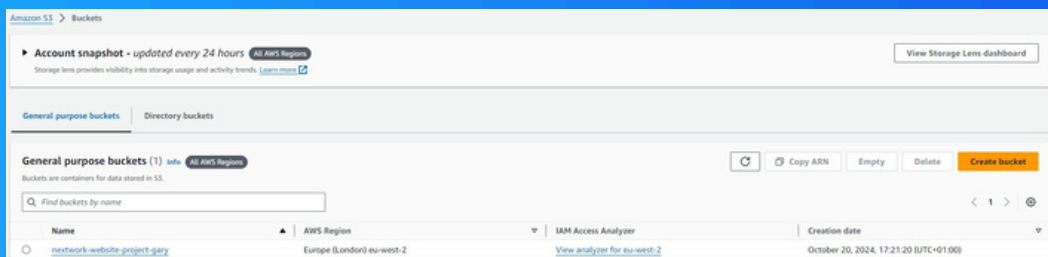 Amazon S3 > Buckets
Account snapshot - updated every 24 hours All AWS Regions
View Storage Lens dashboard
Storage lens provides visibility into storage usage and activity trends. Learn more
General purpose buckets Directory buckets
General purpose buckets (1) Info All AWS Regions
Copy ARN Empty Delete Create bucket
Buckets are containers for data stored in S3.
Find buckets by name
1
Name AWS Region IAM Access Analyzer Creation date
nextwork-website-project-gary Europe (London) eu-west-2 View analyzer for eu-west-2 October 20, 2024, 17:21:20 (UTC+01:00)